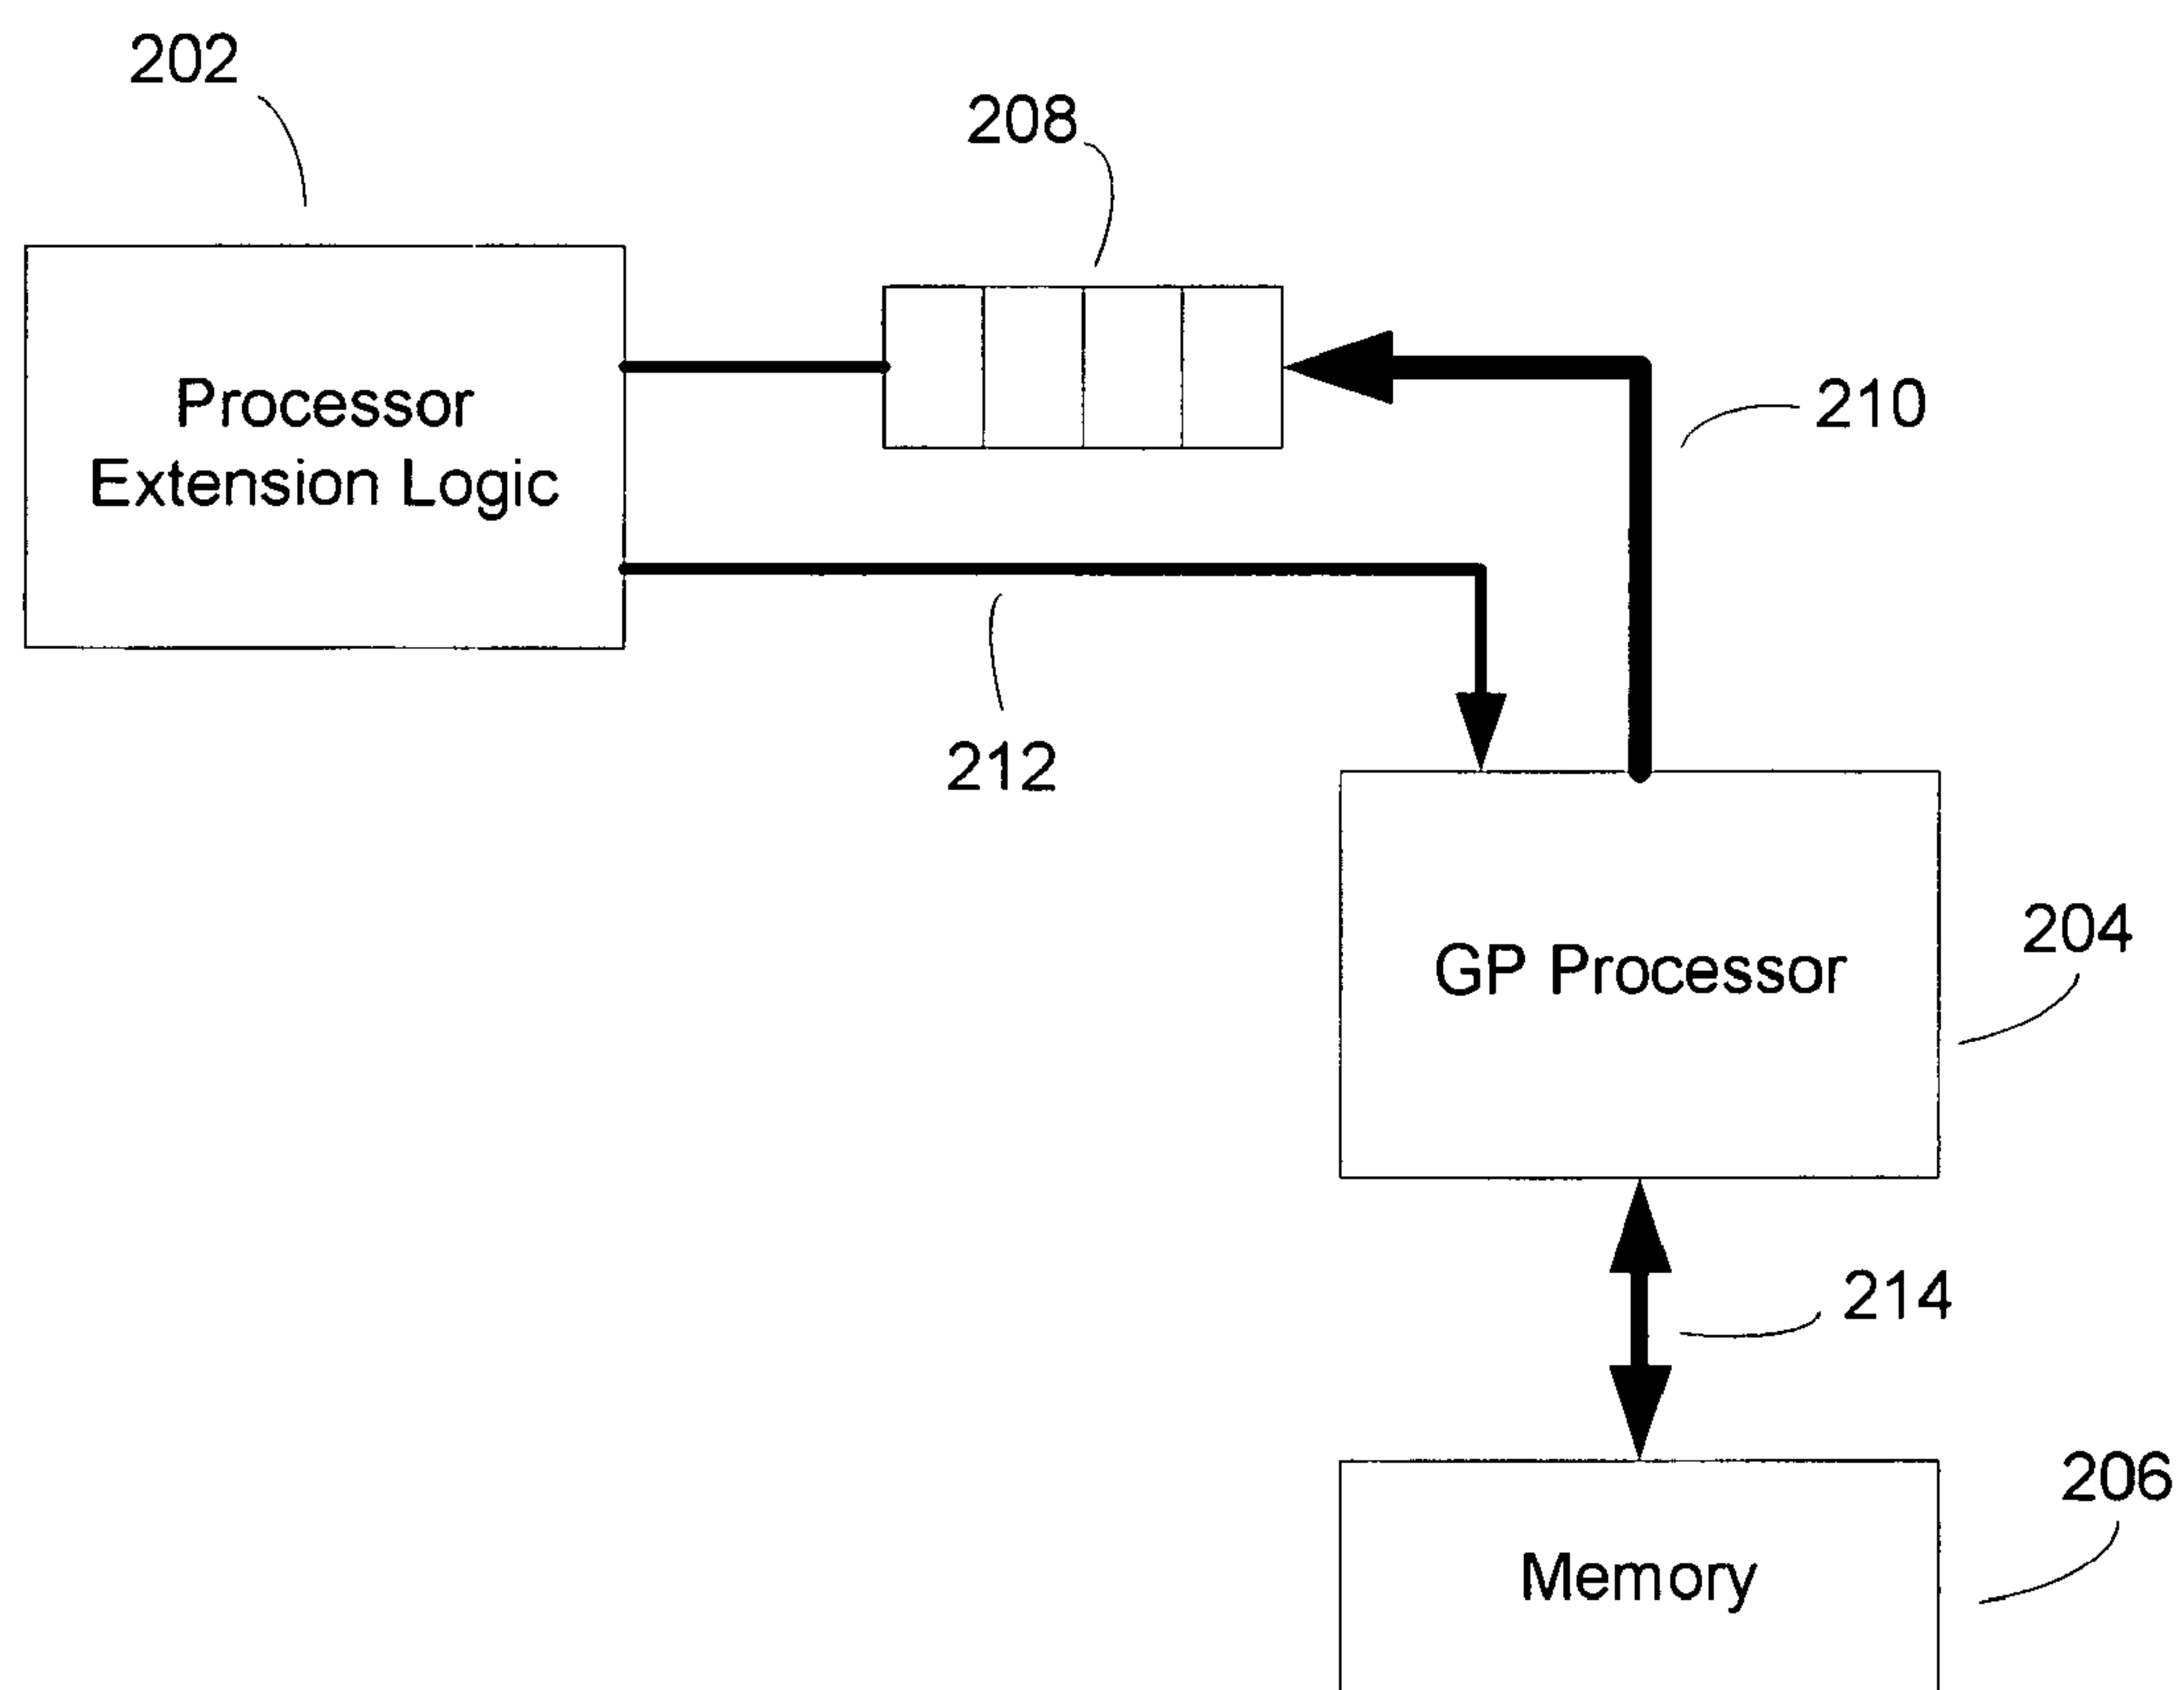 202
208
Processor
Extension Logic
210
212
GP Processor
204
214
206
Memory